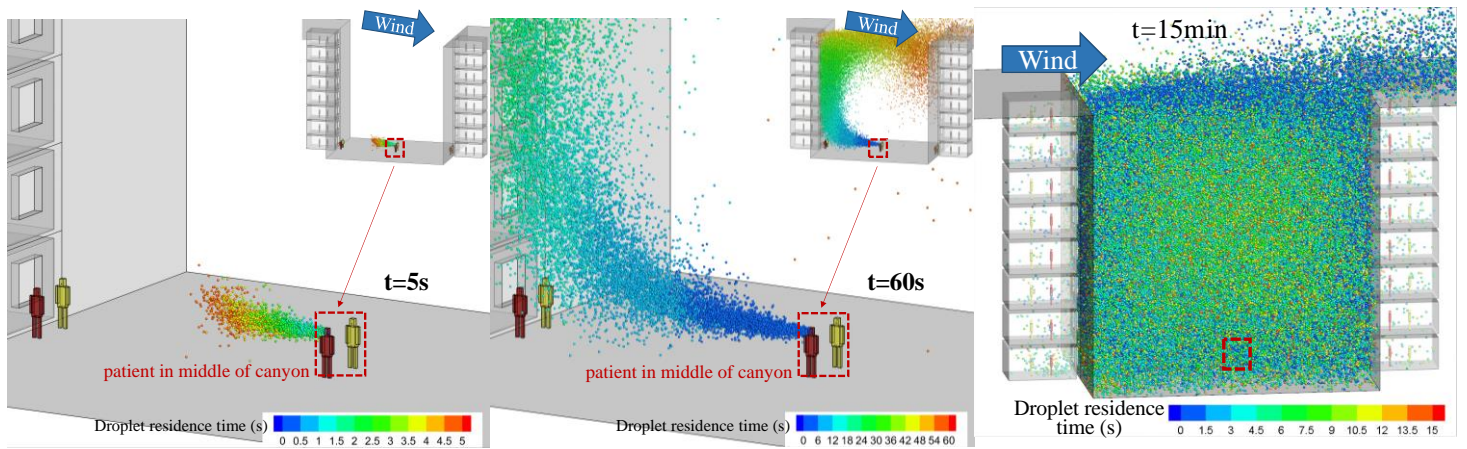 Wind
t=5s
patient in middle of canyon
Droplet residence time (s)
0 0.5 1 1.5 2 2.5 3 3.5 4 4.5 5
Wind
t=60s
patient in middle of canyon
Droplet residence time (s)
0 6 12 18 24 30 36 42 48 54 60
t=15min
Wind
Droplet residence
time (s)
0 1.5 3 4.5 6 7.5 9 10.5 12 13.5 15